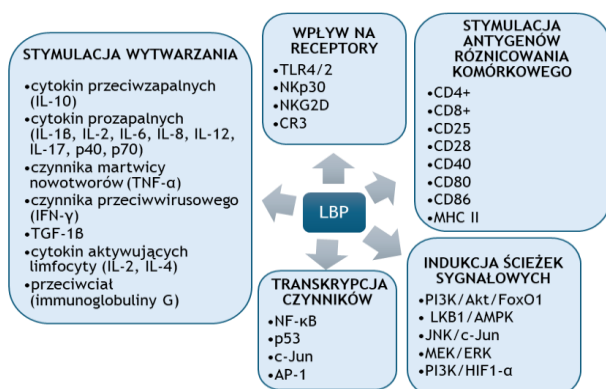 STYMULACJA WYTWARZANIA
•cytokin przeciwzapalnych
(IL-10)
•cytokin prozapalnych
(IL-1ß, IL-2, IL-6, IL-8, IL-12,
IL-17, p40, p70)
•czynnika martwicy
nowotworów (TNF-α)
•czynnika przeciwwirusowego
(IFN-γ)
•TGF-1ß
•cytokin aktywujących
limfocyty (IL-2, IL-4)
•przeciwciał
(immunoglobuliny G)
WPŁYW NA
RECEPTORY
•TLR4/2
•NKp30
•NKG2D
•CR3
STYMULACJA
ANTYGENÓW
RÓŻNICOWANIA
KOMÓRKOWEGO
•CD4+
•CD8+
•CD25
•CD28
•CD40
•CD80
•CD86
•MHC II
LBP
TRANSKRYPCJA
CZYNNIKÓW
•NF-κB
•p53
•c-Jun
•AP-1
INDUKCJA ŚCIEŻEK
SYGNAŁOWYCH
•PI3K/Akt/FoxO1
• LKB1/AMPK
•JNK/c-Jun
•MEK/ERK
•PI3K/HIF1-α